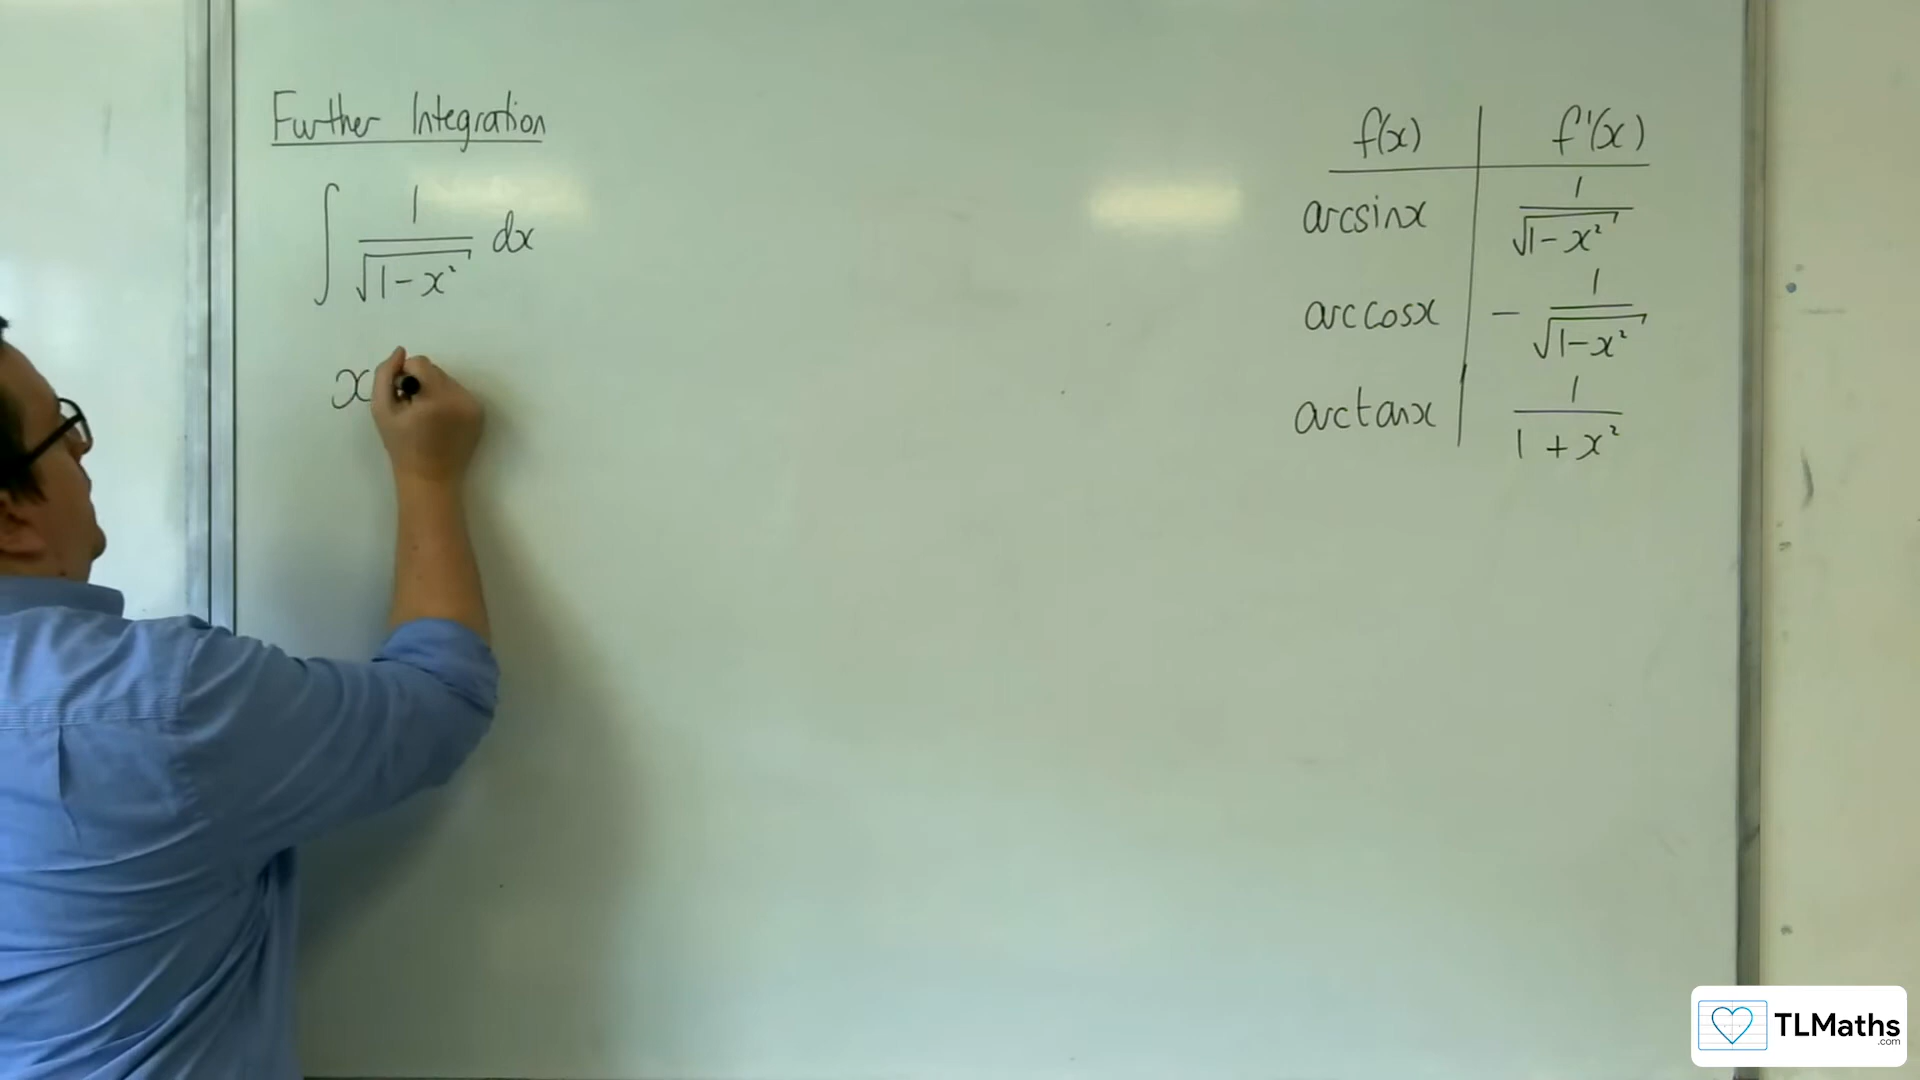 Further Integration
∫ 1/√(1-x²) dx
x
f(x) | f'(x)
arcsinx | 1/√(1-x²)
arccosx | - 1/√(1-x²)
arctanx | 1/(1+x²)
TLMaths
.com